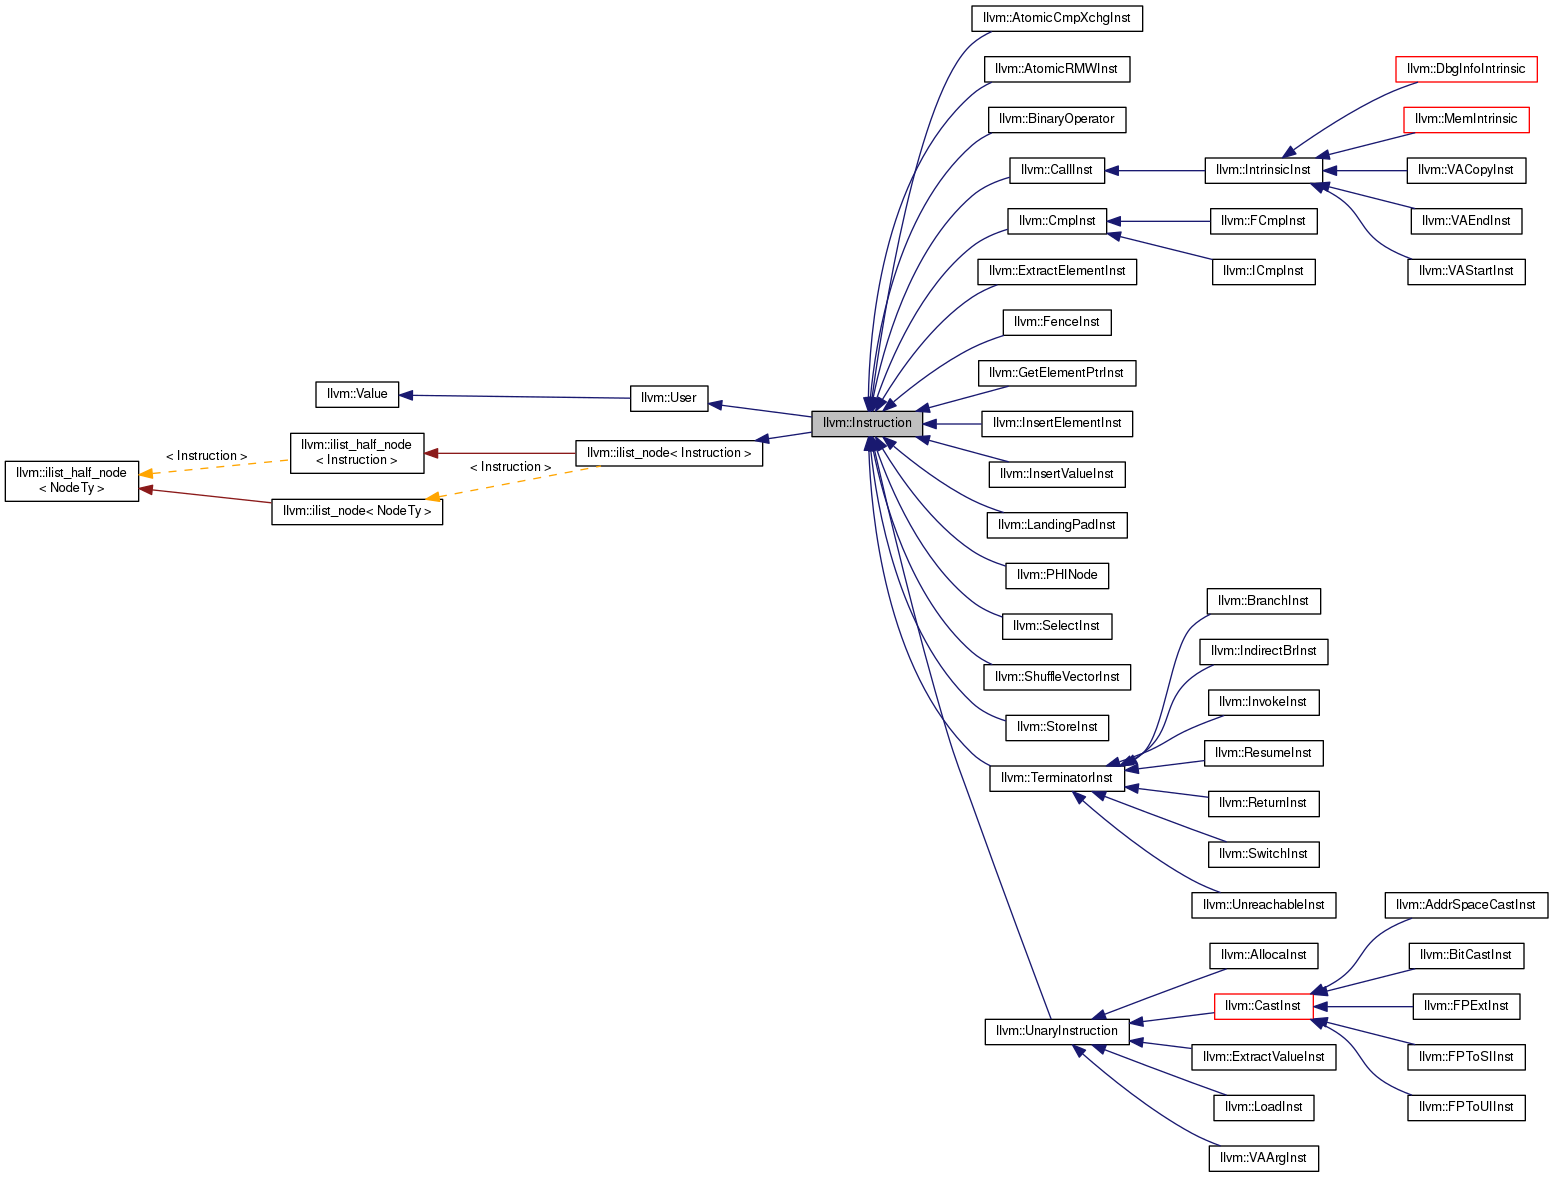 llvm::AtomicCmpXchgInst
llvm::AtomicRMWInst
llvm::DbgInfoIntrinsic
llvm::BinaryOperator
llvm::MemIntrinsic
llvm::CallInst
llvm::IntrinsicInst
llvm::VACopyInst
llvm::CmpInst
llvm::FCmpInst
llvm::VAEndInst
llvm::ExtractElementInst
llvm::ICmpInst
llvm::VAStartInst
llvm::FenceInst
llvm::GetElementPtrInst
llvm::Value
llvm::User
llvm::Instruction
llvm::InsertElementInst
llvm::ilist_half_node
< Instruction >
< Instruction >
llvm::ilist_node< Instruction >
< Instruction >
llvm::ilist_half_node
< NodeTy >
llvm::ilist_node< NodeTy >
llvm::InsertValueInst
llvm::LandingPadInst
llvm::PHINode
llvm::SelectInst
llvm::ShuffleVectorInst
llvm::StoreInst
llvm::TerminatorInst
llvm::BranchInst
llvm::IndirectBrInst
llvm::InvokeInst
llvm::ResumeInst
llvm::ReturnInst
llvm::SwitchInst
llvm::UnreachableInst
llvm::UnaryInstruction
llvm::AllocaInst
llvm::CastInst
llvm::ExtractValueInst
llvm::LoadInst
llvm::VAArgInst
llvm::AddrSpaceCastInst
llvm::BitCastInst
llvm::FPExtInst
llvm::FPToSIInst
llvm::FPToUIInst